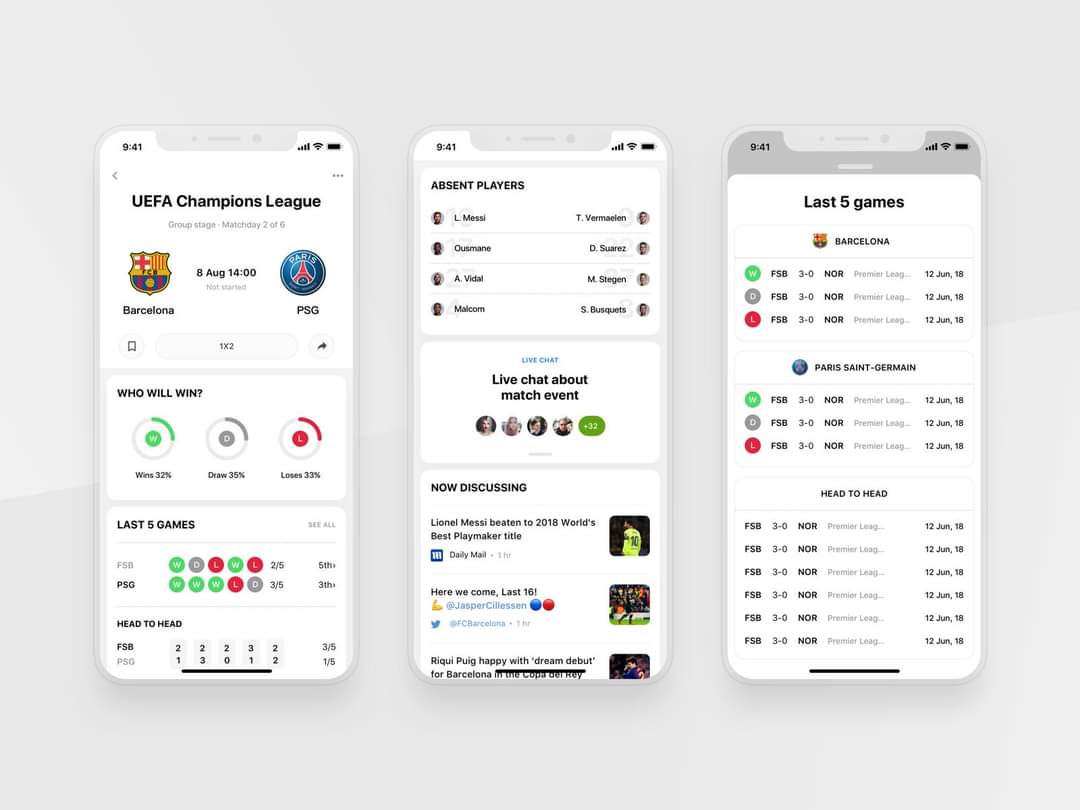 9:41
UEFA Champions League
Group stage · Matchday 2 of 6
8 Aug 14:00
Not started
FCB
PARIS
Barcelona
PSG
1X2
WHO WILL WIN?
W
D
L
Wins 32%
Draw 35%
Loses 33%
LAST 5 GAMES
SEE ALL
FSB W D L W L 2/5 5th›
PSG W W W L D 3/5 3th›
HEAD TO HEAD
FSB 2 2 2 3 2 3/5
PSG 1 3 0 1 2 1/5
9:41
ABSENT PLAYERS
L. Messi T. Vermaelen
Ousmane D. Suarez
A. Vidal M. Stegen
Malcom S. Busquets
LIVE CHAT
Live chat about
match event
+32
NOW DISCUSSING
Lionel Messi beaten to 2018 World's
Best Playmaker title
Daily Mail • 1 hr
10
Here we come, Last 16!
💪 @JasperCillessen 🔵🔴
@FCBarcelona • 1 hr
Riqui Puig happy with ‘dream debut’
for Barcelona in the Copa del Rey
9:41
Last 5 games
BARCELONA
W FSB 3-0 NOR Premier Leag... 12 Jun, 18
D FSB 3-0 NOR Premier Leag... 12 Jun, 18
L FSB 3-0 NOR Premier Leag... 12 Jun, 18
PARIS SAINT-GERMAIN
W FSB 3-0 NOR Premier Leag... 12 Jun, 18
D FSB 3-0 NOR Premier Leag... 12 Jun, 18
L FSB 3-0 NOR Premier Leag... 12 Jun, 18
HEAD TO HEAD
FSB 3-0 NOR Premier Leag... 12 Jun, 18
FSB 3-0 NOR Premier Leag... 12 Jun, 18
FSB 3-0 NOR Premier Leag... 12 Jun, 18
FSB 3-0 NOR Premier Leag... 12 Jun, 18
FSB 3-0 NOR Premier Leag... 12 Jun, 18
FSB 3-0 NOR Premier Leag... 12 Jun, 18